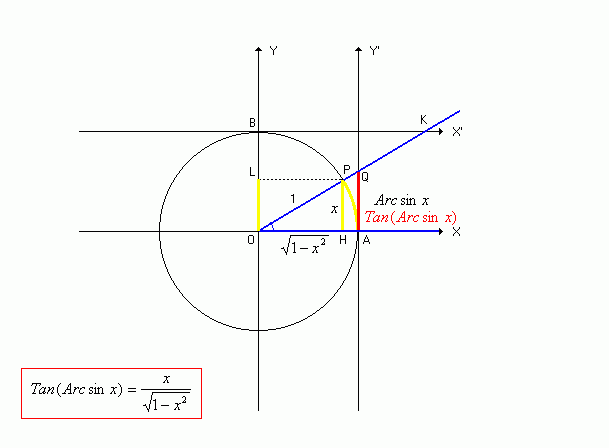 Y
Y'
K
B
X'
P
L
Q
1
x
Arc sin x
Tan(Arc sin x)
O
√(1−x²)
H
A
X
Tan(Arc sin x) = x/√(1−x²)